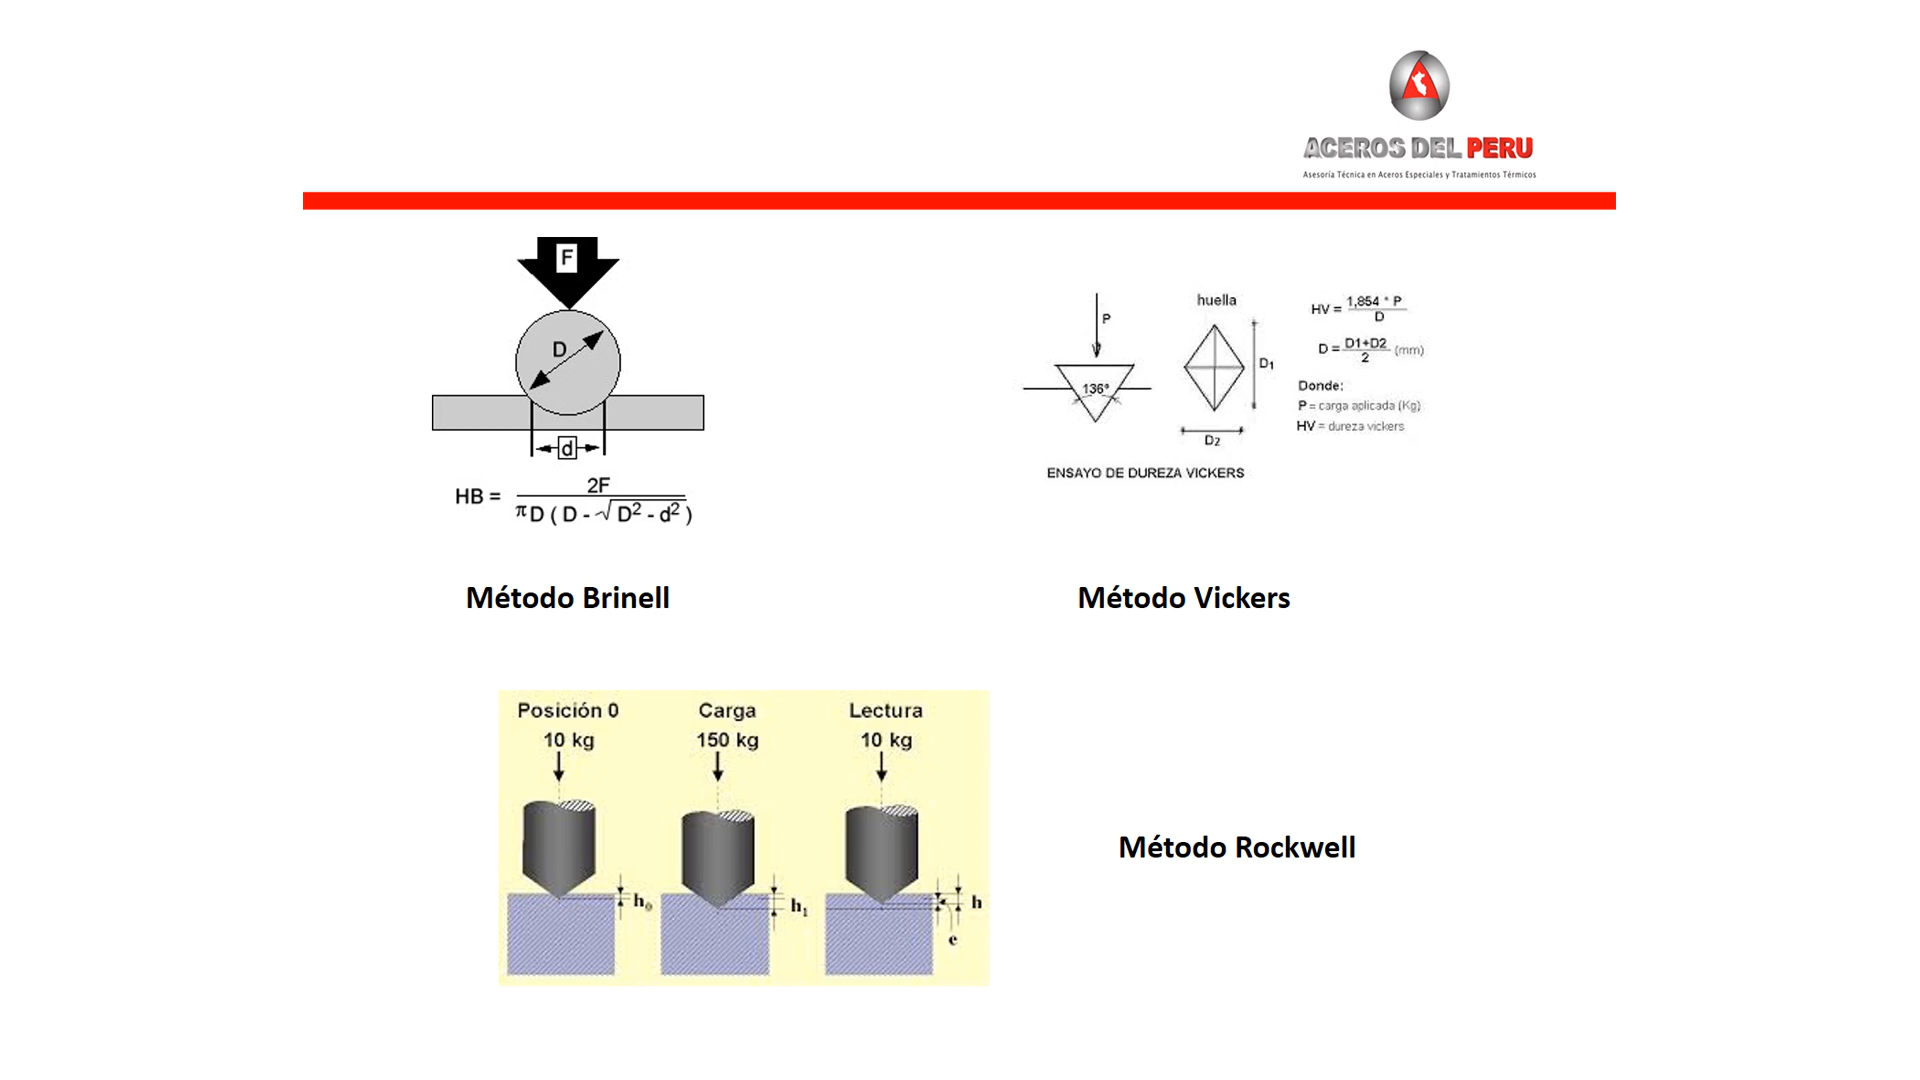 ACEROS DEL PERU
Asesoría Técnica en Aceros Especiales y Tratamientos Térmicos
F
D
d
HB = 2F / πD ( D - √D² - d² )
Método Brinell
P
136°
huella
D1
D2
HV = 1,854 * P / D
D = D1+D2 / 2 (mm)
Donde:
P = carga aplicada (Kg)
HV = dureza vickers
ENSAYO DE DUREZA VICKERS
Método Vickers
Posición 0
10 kg
h₀
Carga
150 kg
h₁
Lectura
10 kg
h
e
Método Rockwell